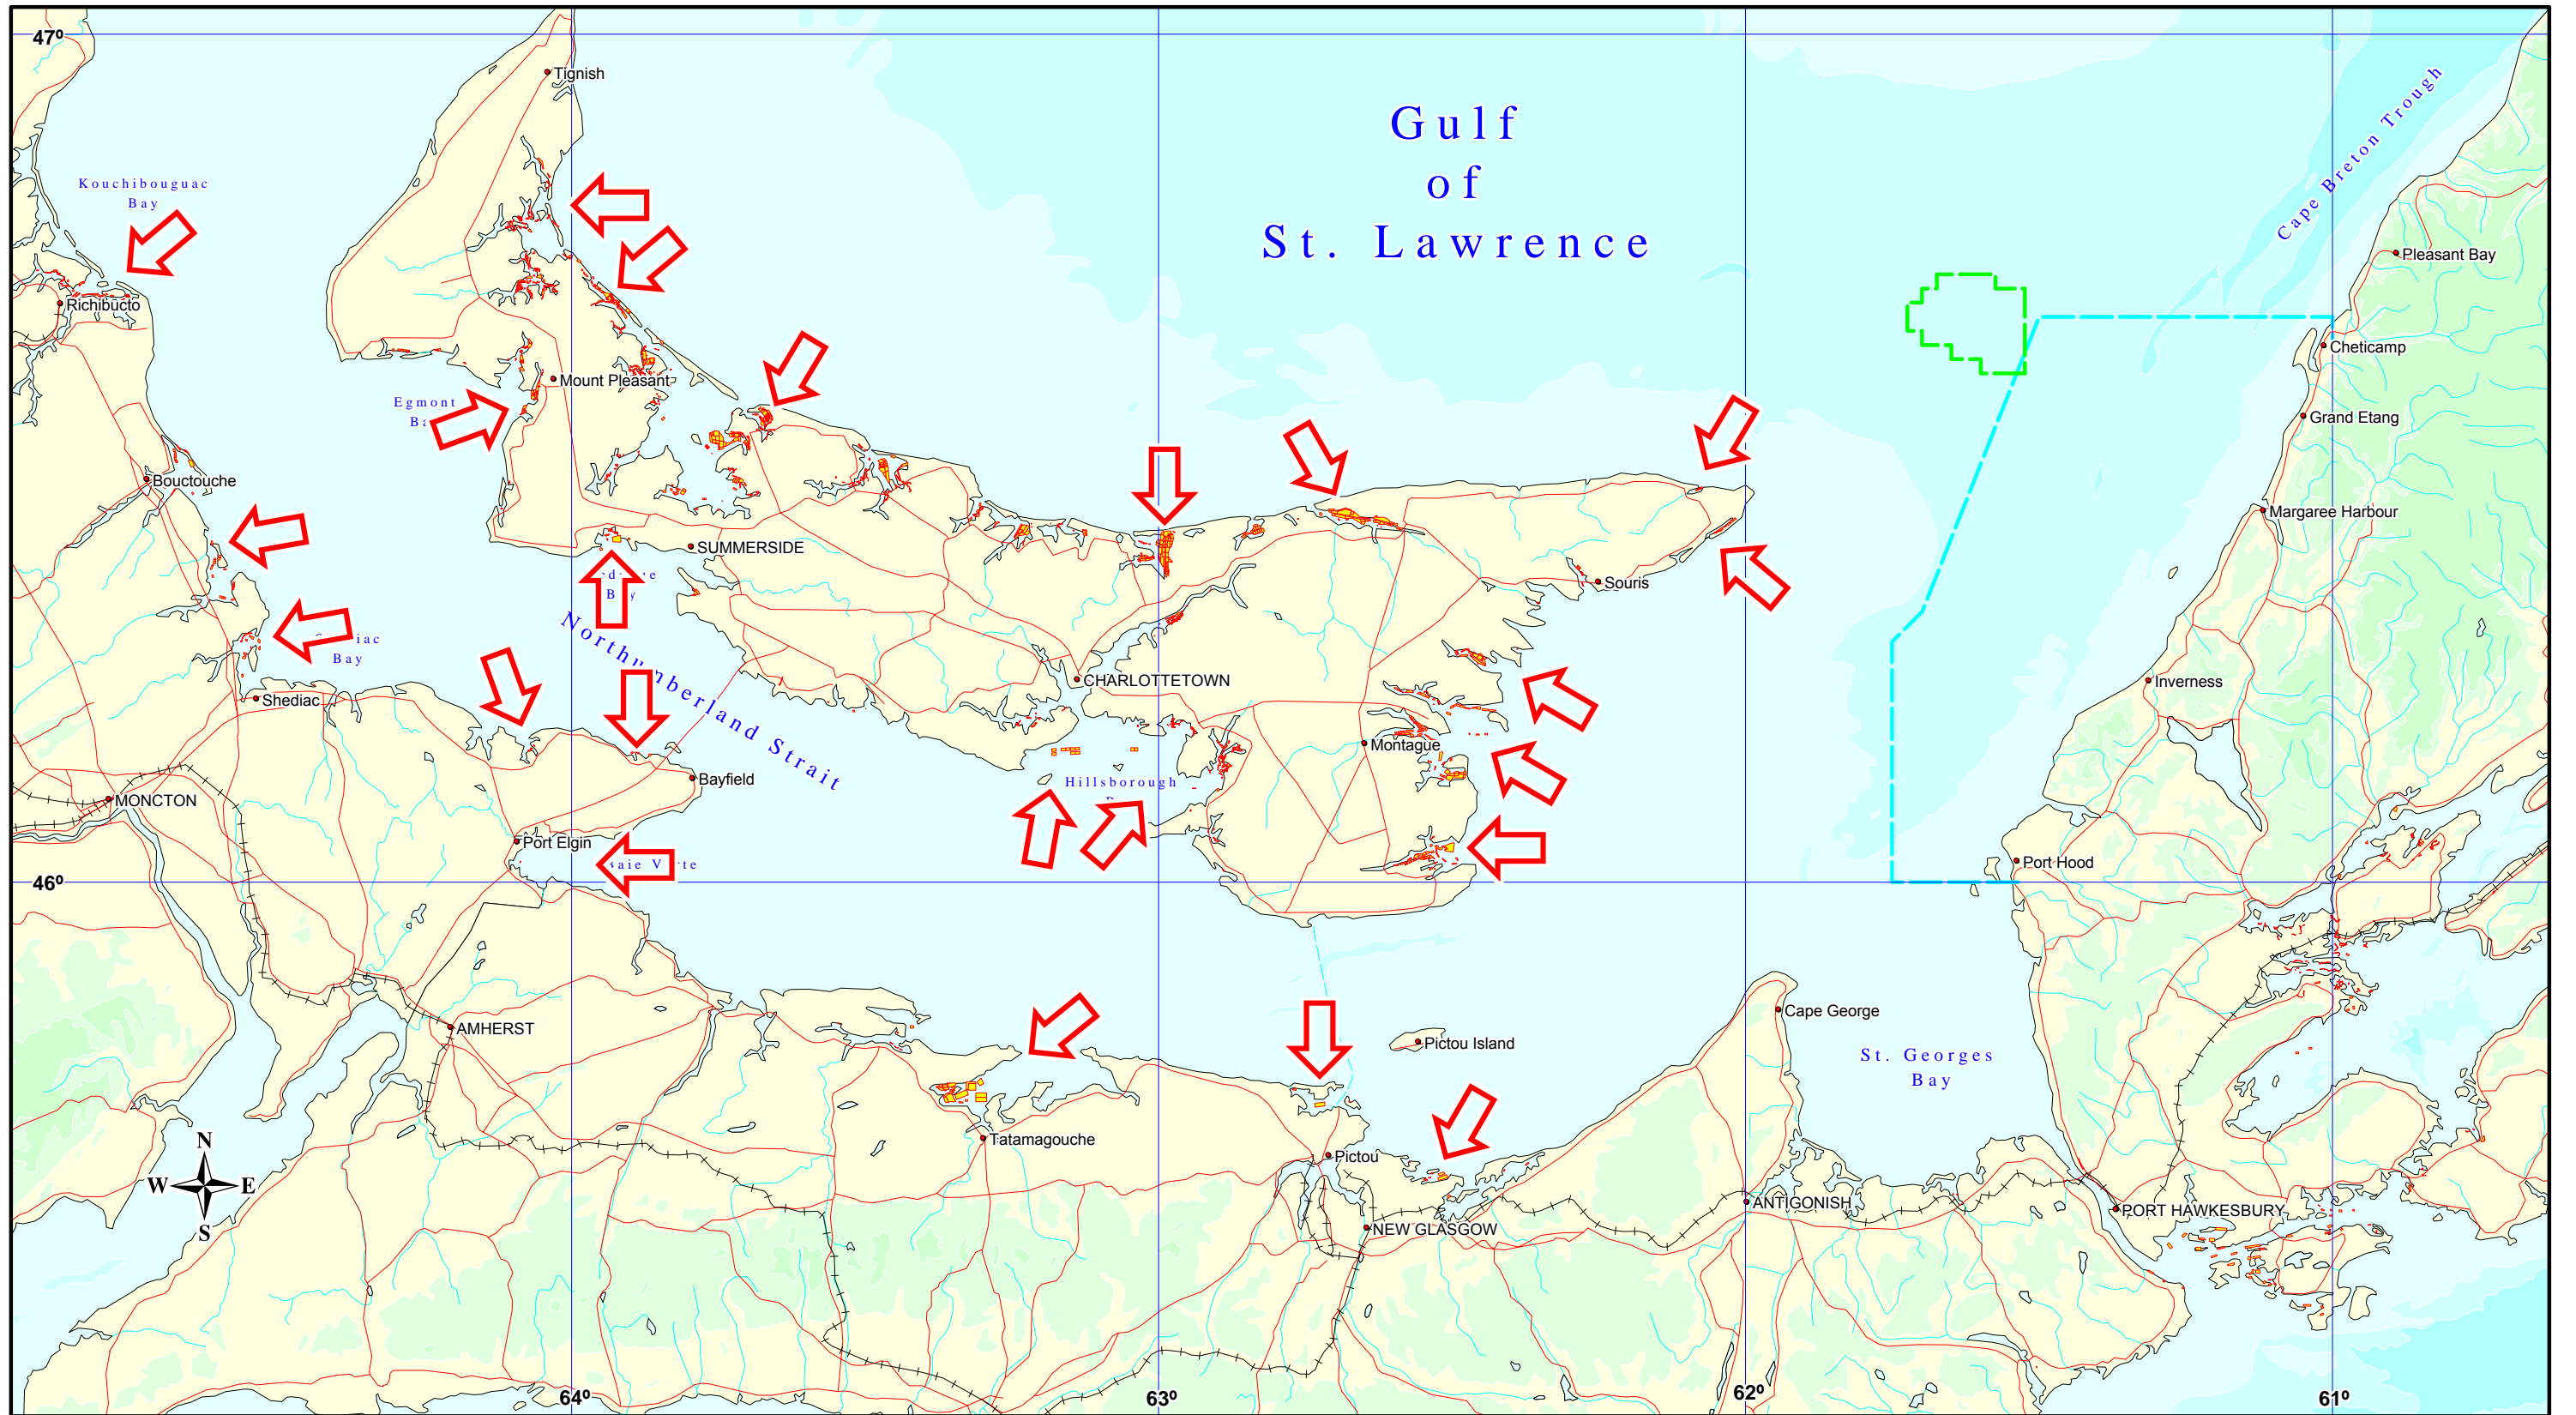 47º
Tignish
Gulf
of
St. Lawrence
Cape Breton Trough
Kouchibouguac
Bay
Pleasant Bay
Richibucto
Cheticamp
Mount Pleasant
Egmont
Grand Etang
Bouctouche
Margaree Harbour
SUMMERSIDE
Souris
Northumberland Strait
Bay
Shediac
CHARLOTTETOWN
Inverness
Montague
Bayfield
Hillsborough
MONCTON
Port Elgin
Port Hood
46º
Cape George
AMHERST
Pictou Island
St. Georges
Bay
Tatamagouche
N
W E
S
Pictou
ANTIGONISH
PORT HAWKESBURY
NEW GLASGOW
64º
63º
62º
61º